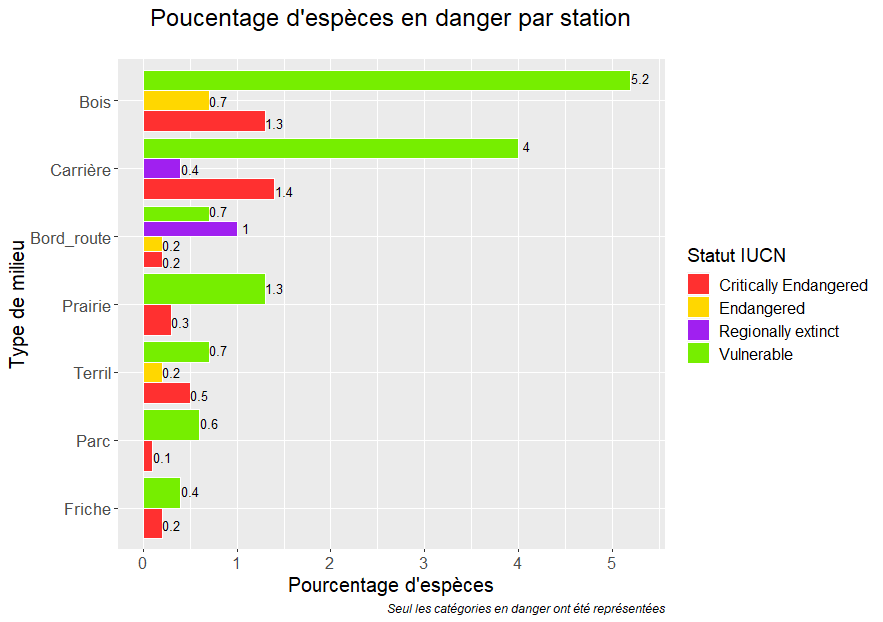 Poucentage d'espèces en danger par station
5.2
Bois
0.7
1.3
4
Carrière
0.4
1.4
0.7
Bord_route
1
0.2
0.2
1.3
Prairie
0.3
0.7
Terril
0.2
0.5
0.6
Parc
0.1
0.4
Friche
0.2
0 1 2 3 4 5
Pourcentage d'espèces
Type de milieu
Seul les catégories en danger ont été représentées
Statut IUCN
Critically Endangered
Endangered
Regionally extinct
Vulnerable